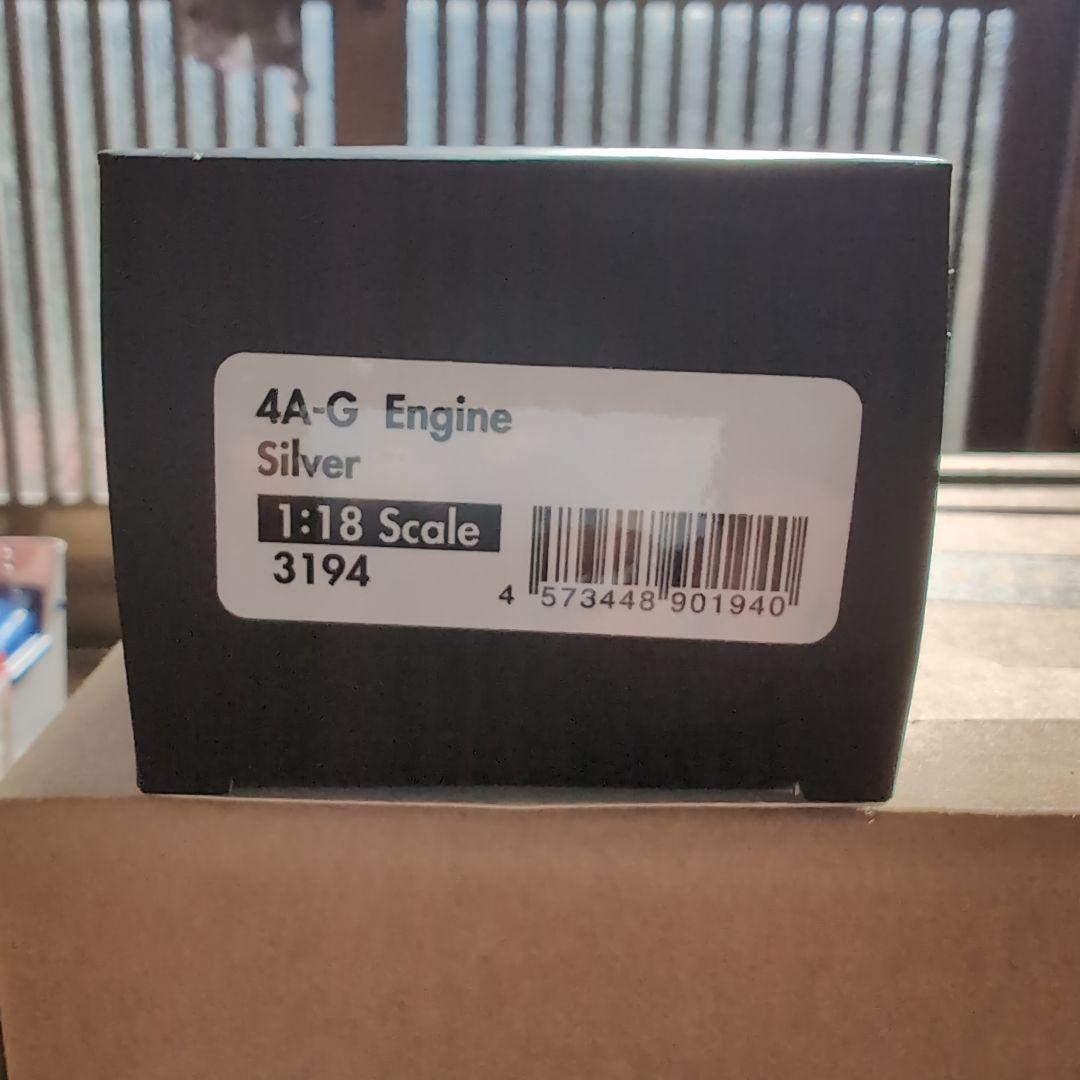 4A-G Engine
Silver
1:18 Scale
3194
4 573448 901940